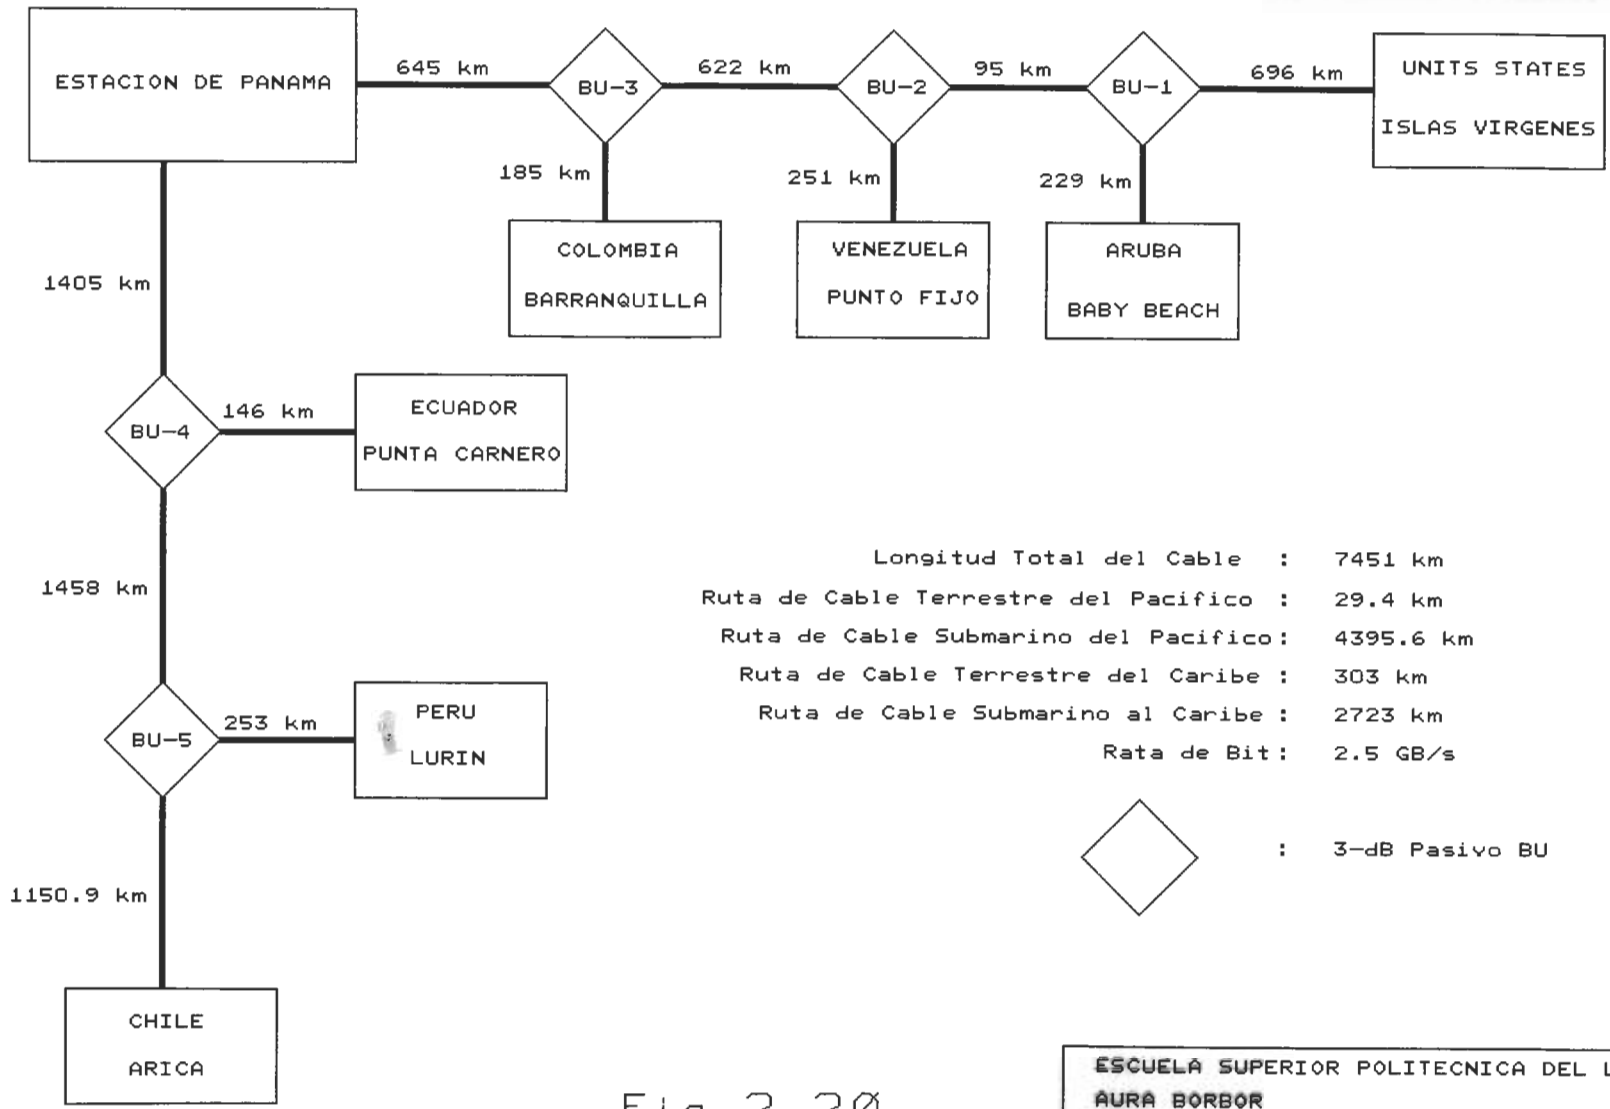 ESTACION DE PANAMA
645 km
BU-3
622 km
BU-2
95 km
BU-1
696 km
UNITS STATES
ISLAS VIRGENES
185 km
251 km
229 km
COLOMBIA
BARRANQUILLA
VENEZUELA
PUNTO FIJO
ARUBA
BABY BEACH
1405 km
BU-4
146 km
ECUADOR
PUNTA CARNERO
1458 km
BU-5
253 km
PERU
LURIN
1150.9 km
CHILE
ARICA
Longitud Total del Cable : 7451 km
Ruta de Cable Terrestre del Pacifico : 29.4 km
Ruta de Cable Submarino del Pacifico: 4395.6 km
Ruta de Cable Terrestre del Caribe : 303 km
Ruta de Cable Submarino al Caribe : 2723 km
Rata de Bit: 2.5 GB/s
: 3-dB Pasivo BU
ESCUELA SUPERIOR POLITECNICA DEL L
AURA BORBOR